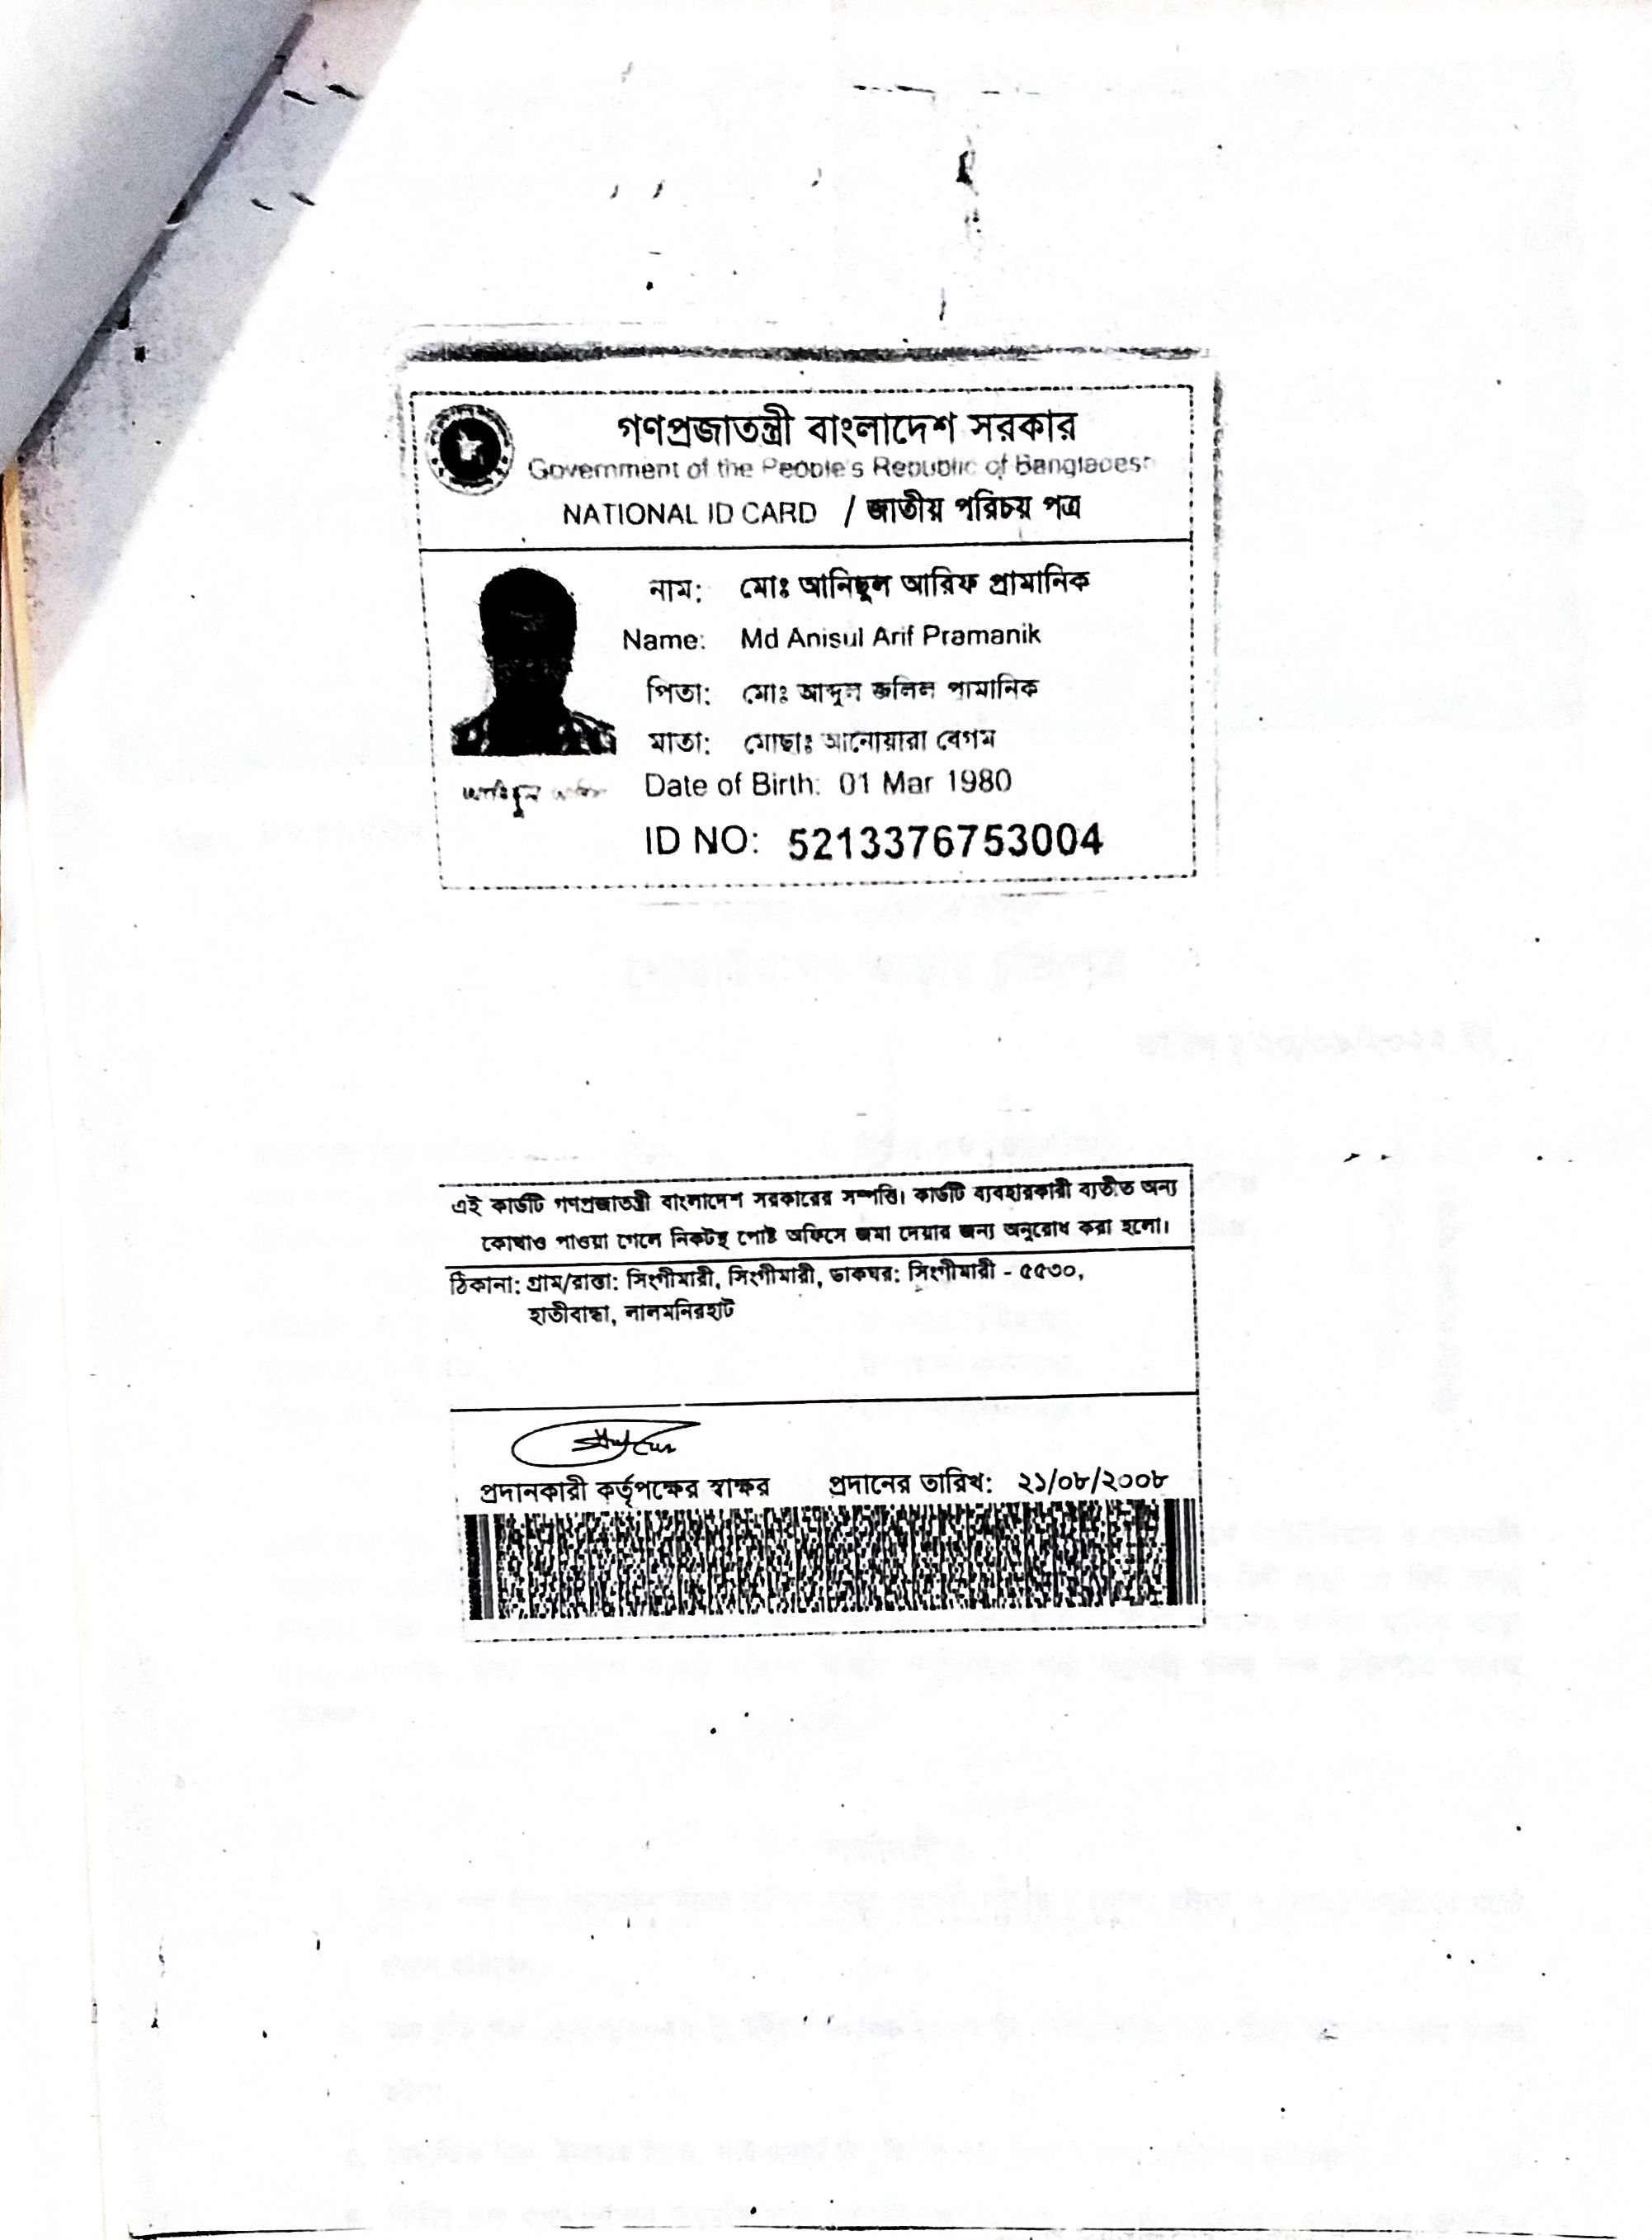 গণপ্রজাতন্ত্রী বাংলাদেশ সরকার
Government of the People's Republic of Bangladesh
NATIONAL ID CARD / জাতীয় পরিচয় পত্র
নাম: মোঃ আনিছুল আরিফ প্রামানিক
Name: Md Anisul Arif Pramanik
পিতা: মোঃ আব্দুল জলিল পামানিক
মাতা: মোছাঃ আনোয়ারা বেগম
Date of Birth: 01 Mar 1980
আনিছুল
ID NO: 5213376753004
এই কার্ডটি গণপ্রজাতন্ত্রী বাংলাদেশ সরকারের সম্পত্তি। কার্ডটি ব্যবহারকারী ব্যতীত অন্য
কোথাও পাওয়া গেলে নিকটস্থ পোষ্ট অফিসে জমা দেয়ার জন্য অনুরোধ করা হলো।
ঠিকানা: গ্রাম/রাস্তা: সিংগীমারী, সিংগীমারী, ডাকঘর: সিংগীমারী - ৫৫৩০,
হাতীবান্ধা, লালমনিরহাট
প্রদানকারী কর্তৃপক্ষের স্বাক্ষর প্রদানের তারিখ: ২১/০৮/২০০৮